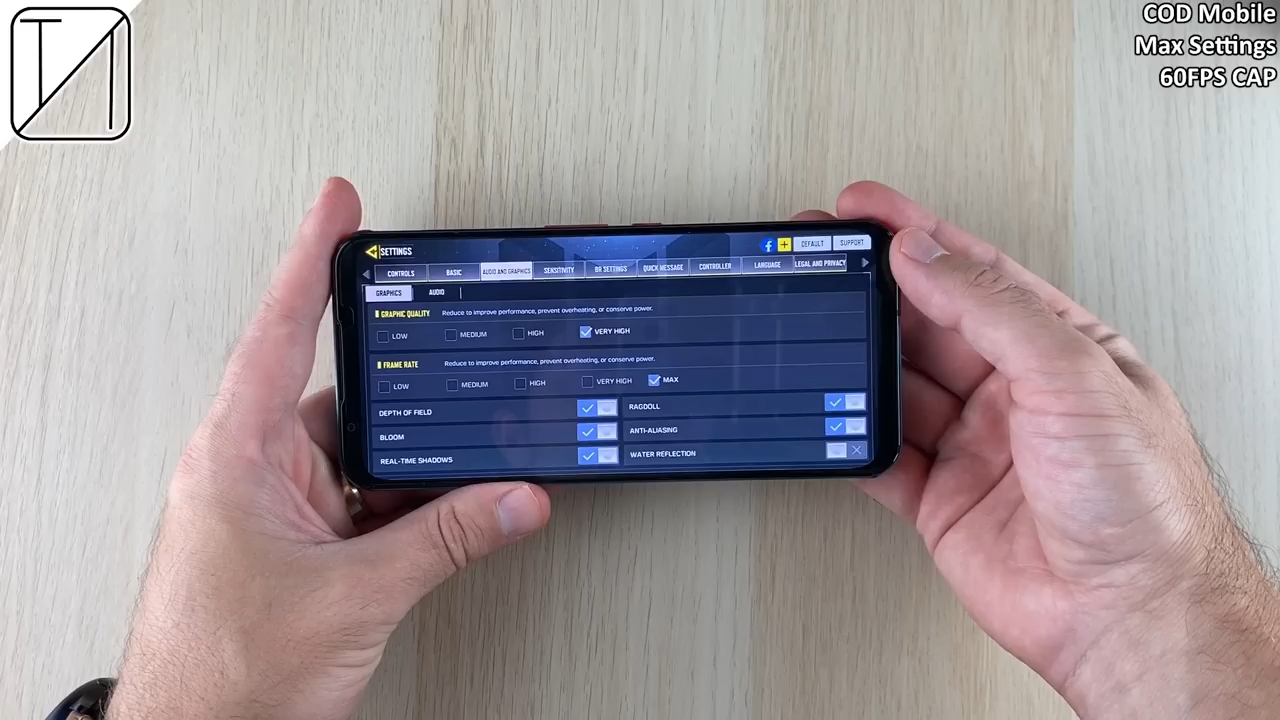 COD Mobile
Max Settings
60FPS CAP
SETTINGS
DEFAULT
SUPPORT
CONTROLS
BASIC
AUDIO AND GRAPHICS
SENSITIVITY
BR SETTINGS
QUICK MESSAGE
CONTROLLER
LANGUAGE
LEGAL AND PRIVACY
GRAPHICS
AUDIO
GRAPHIC QUALITY Reduce to improve performance, prevent overheating, or conserve power.
LOW MEDIUM HIGH VERY HIGH
FRAME RATE Reduce to improve performance, prevent overheating, or conserve power.
LOW MEDIUM HIGH VERY HIGH MAX
DEPTH OF FIELD
RAGDOLL
BLOOM
ANTI-ALIASING
REAL-TIME SHADOWS
WATER REFLECTION